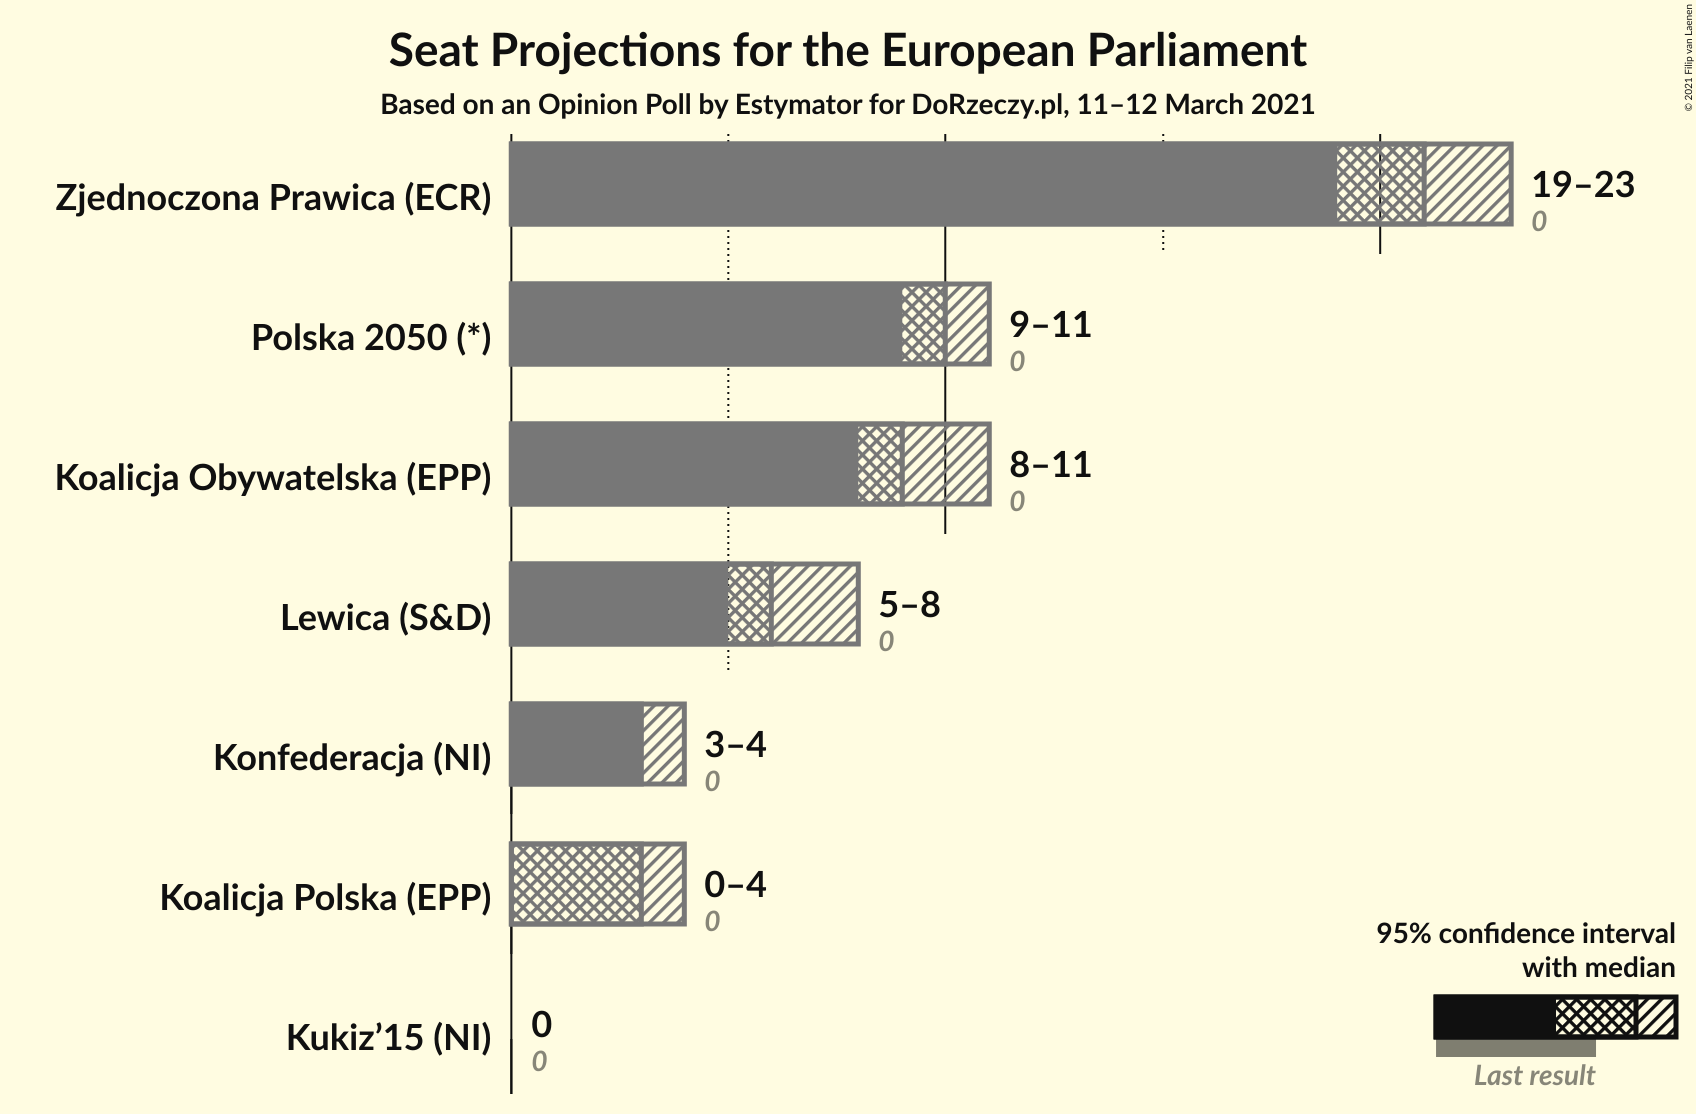 Seat Projections for the European Parliament
Based on an Opinion Poll by Estymator for DoRzeczy.pl, 11–12 March 2021
© 2021 Filip van Laenen
Zjednoczona Prawica (ECR)
19–23
0
Polska 2050 (*)
9–11
0
Koalicja Obywatelska (EPP)
8–11
0
Lewica (S&D)
5–8
0
Konfederacja (NI)
3–4
0
Koalicja Polska (EPP)
0–4
0
Kukiz’15 (NI)
0
0
95% confidence interval
with median
Last result